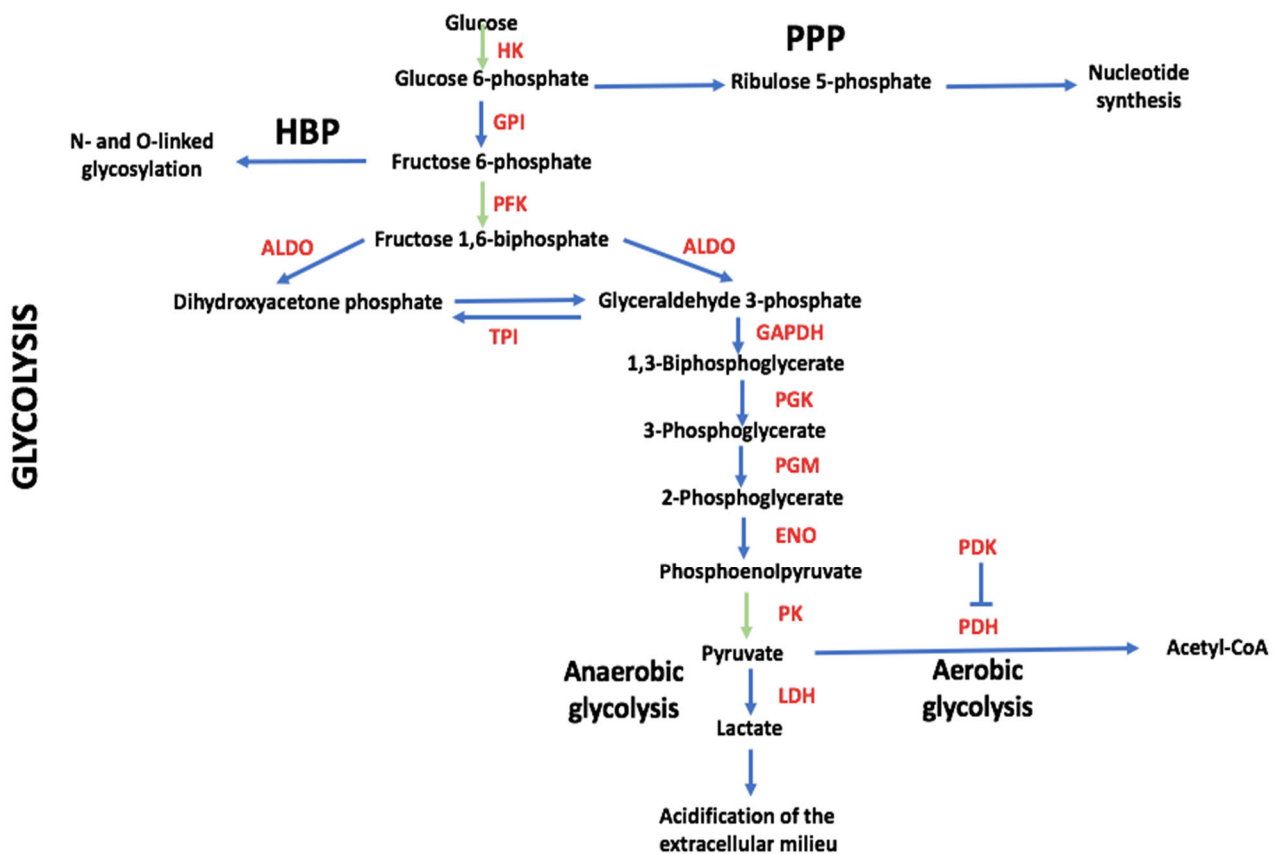 Glucose
HK
PPP
Glucose 6-phosphate
Ribulose 5-phosphate
Nucleotide
synthesis
GPI
HBP
N- and O-linked
glycosylation
Fructose 6-phosphate
PFK
ALDO
Fructose 1,6-biphosphate
ALDO
Dihydroxyacetone phosphate
Glyceraldehyde 3-phosphate
TPI
GAPDH
GLYCOLYSIS
1,3-Biphosphoglycerate
PGK
3-Phosphoglycerate
PGM
2-Phosphoglycerate
ENO
PDK
Phosphoenolpyruvate
PK
PDH
Pyruvate
Acetyl-CoA
Anaerobic
glycolysis
Aerobic
glycolysis
LDH
Lactate
Acidification of the
extracellular milieu